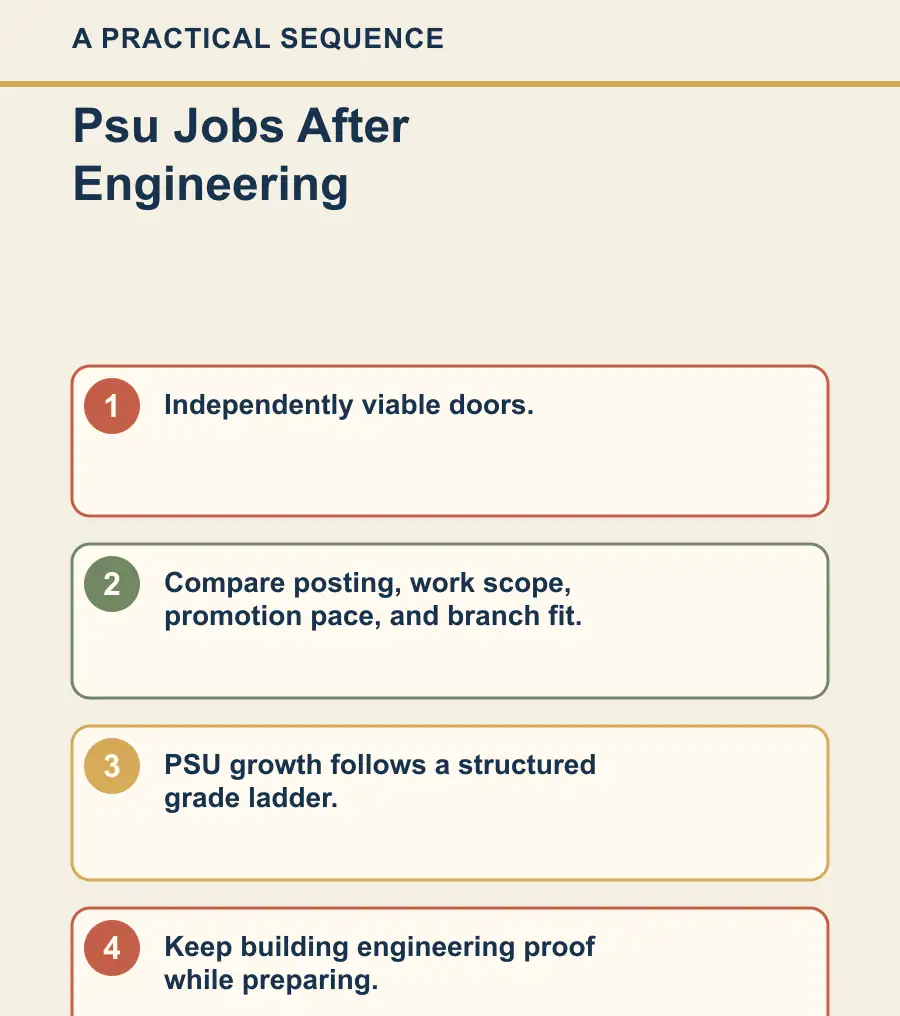 A PRACTICAL SEQUENCE
Psu Jobs After
Engineering
1
Independently viable doors.
2
Compare posting, work scope,
promotion pace, and branch fit.
3
PSU growth follows a structured
grade ladder.
4
Keep building engineering proof
while preparing.